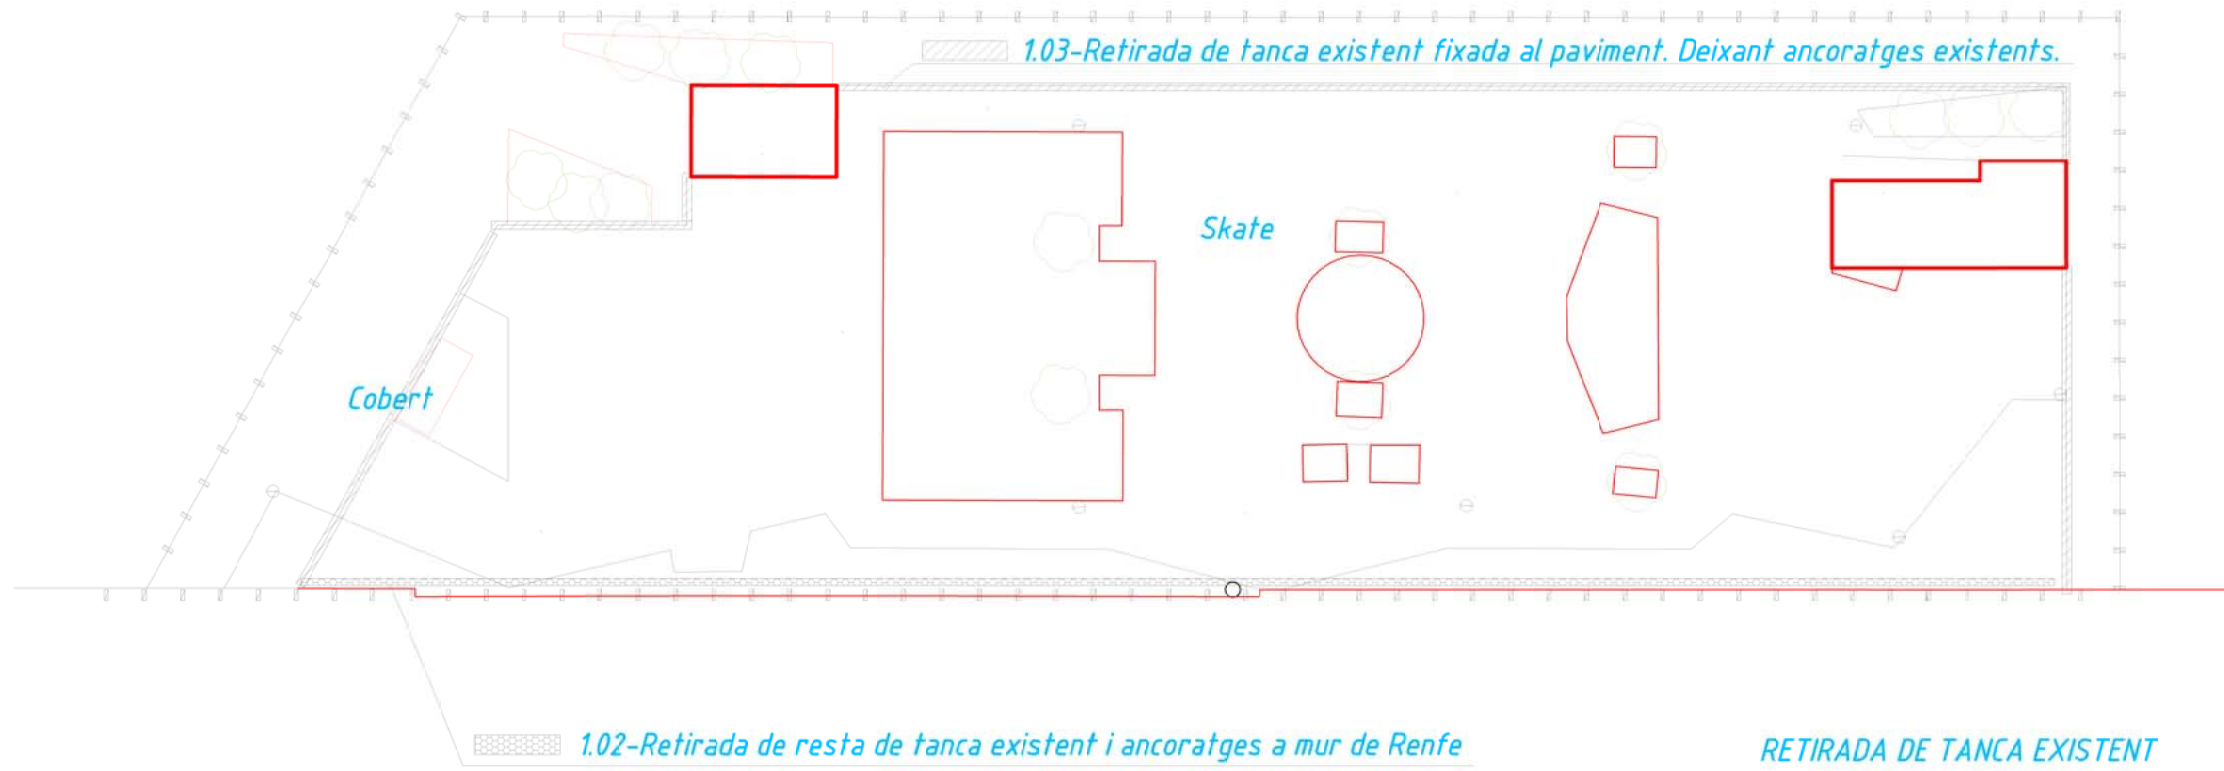 1.03-Retirada de tanca existent fixada al paviment. Deixant ancoratges existents.
Skate
Cobert
1.02-Retirada de resta de tanca existent i ancoratges a mur de Renfe
RETIRADA DE TANCA EXISTENT